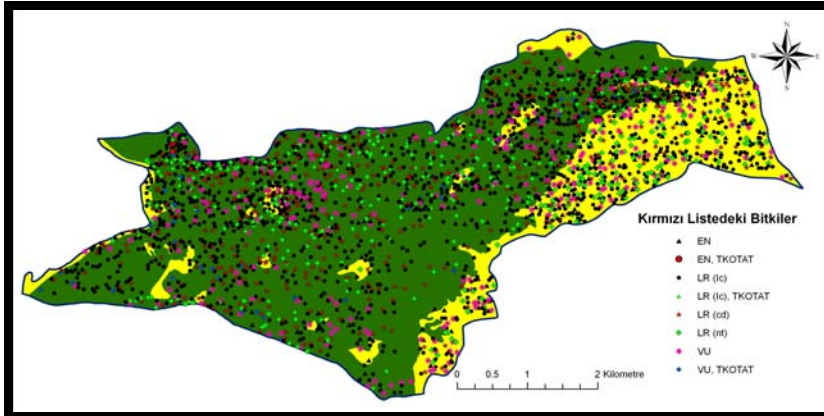 N
W E
S
Kırmızı Listedeki Bitkiler
EN
EN, TKOTAT
LR (lc)
LR (lc), TKOTAT
LR (cd)
LR (nt)
VU
VU, TKOTAT
0 0.5 1 2 Kilometre